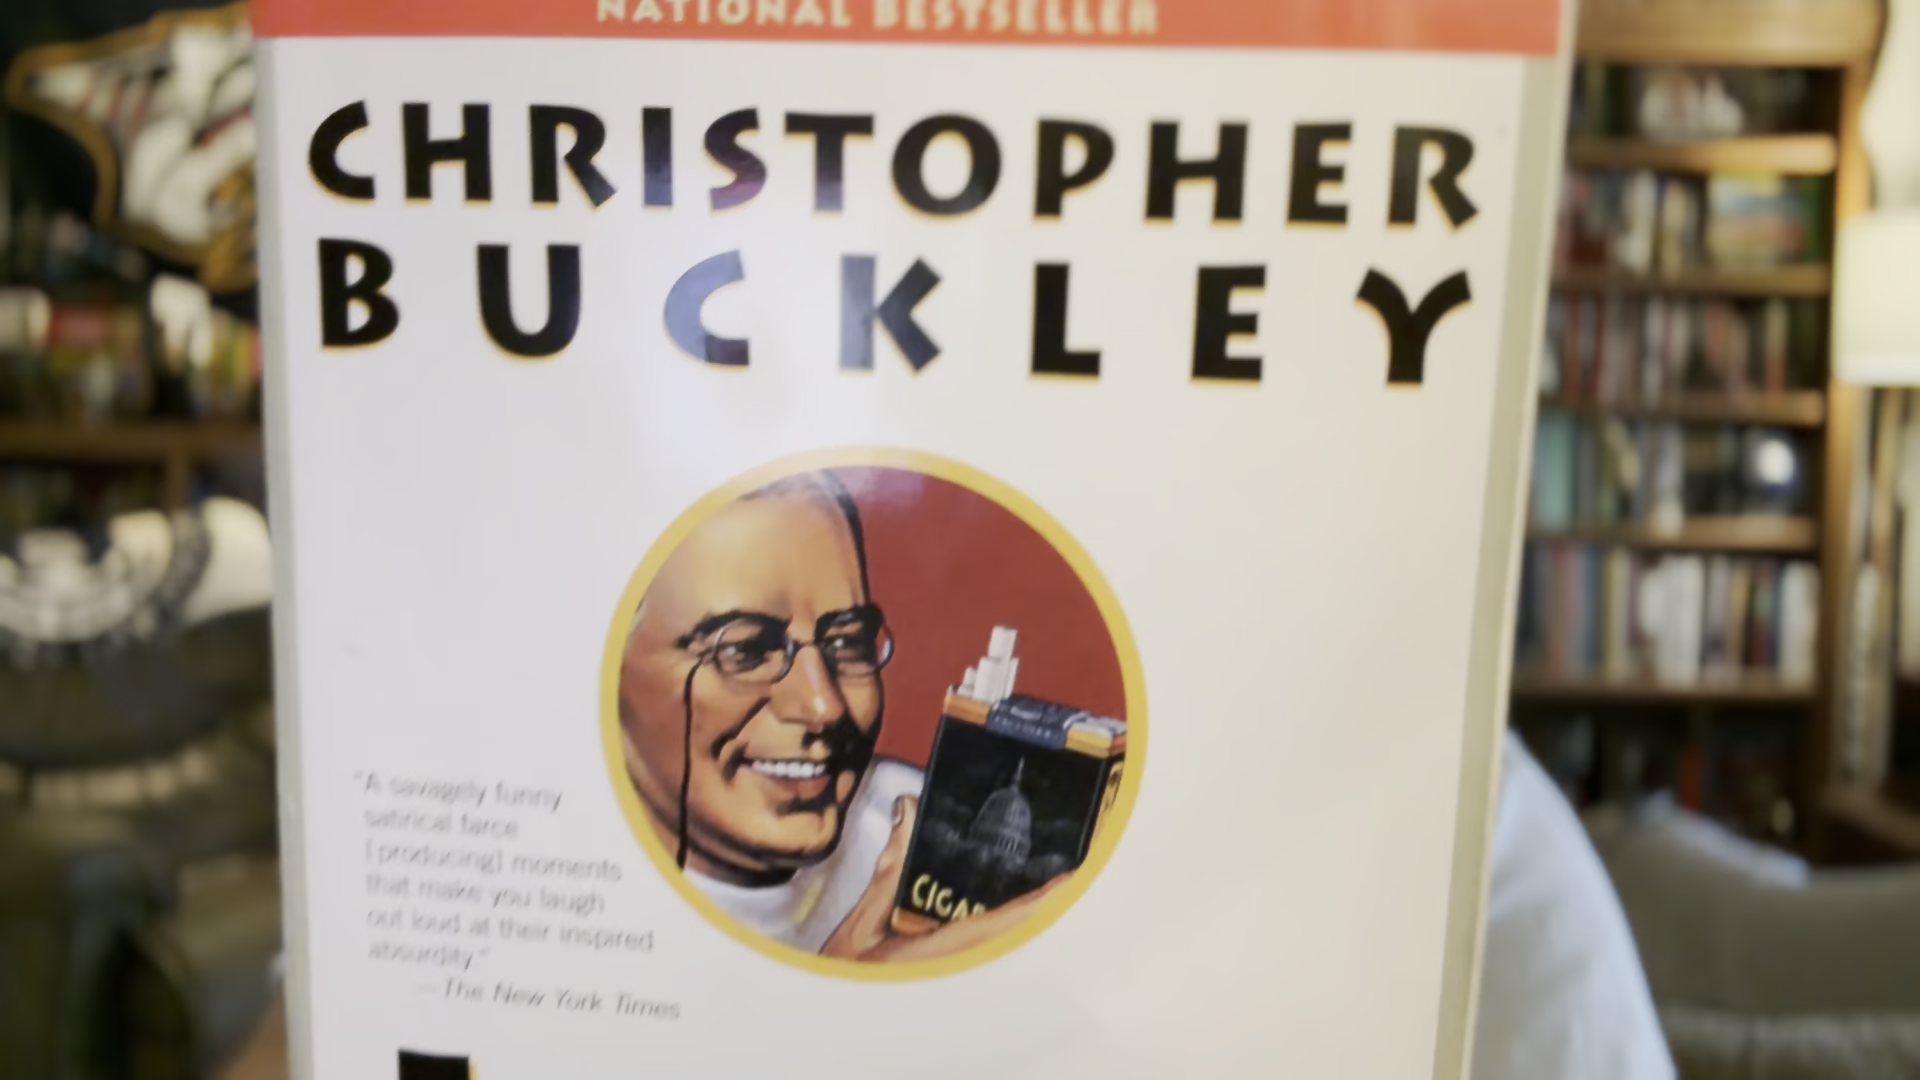 NATIONAL BESTSELLER
CHRISTOPHER
BUCKLEY
CIGAR
"A savagely funny
satirical farce
[producing] moments
that make you laugh
out loud at their inspired
absurdity"
—The New York Times